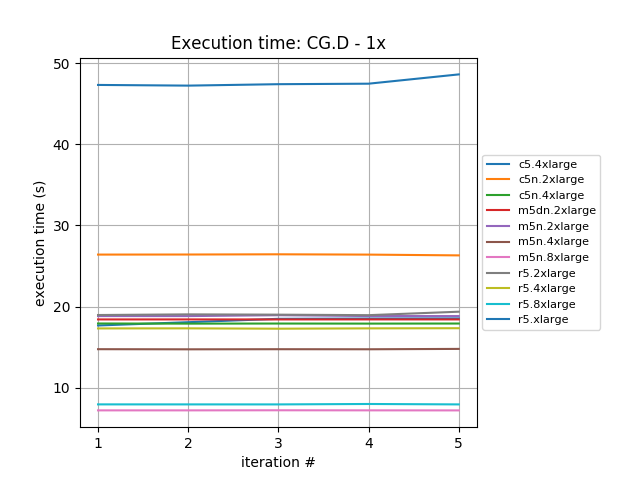 Execution time: CG.D - 1x
execution time (s)
50
40
30
20
10
1 2 3 4 5
iteration #
c5.4xlarge
c5n.2xlarge
c5n.4xlarge
m5dn.2xlarge
m5n.2xlarge
m5n.4xlarge
m5n.8xlarge
r5.2xlarge
r5.4xlarge
r5.8xlarge
r5.xlarge